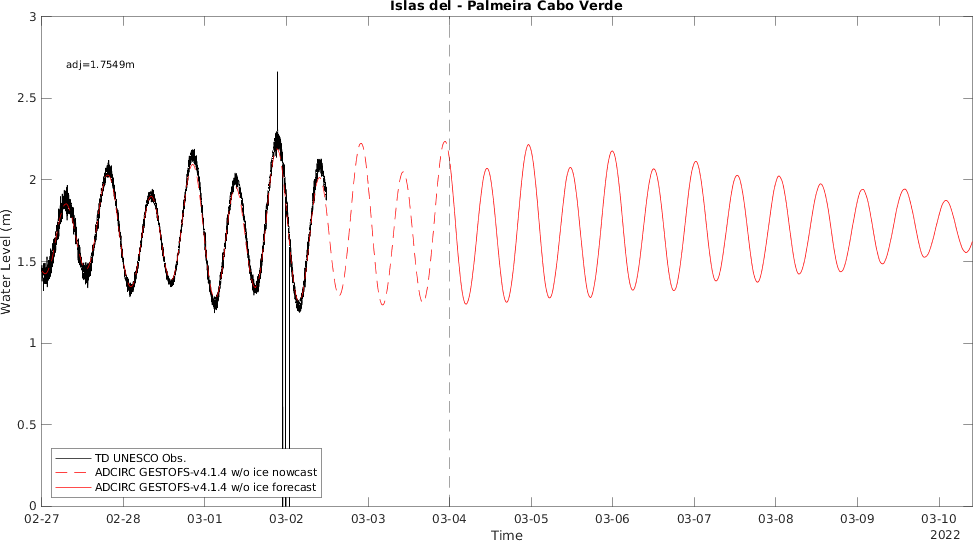 Islas del - Palmeira Cabo Verde
3
adj=1.7549m
2.5
2
1.5
1
0.5
0
Water Level (m)
TD UNESCO Obs.
ADCIRC GESTOFS-v4.1.4 w/o ice nowcast
ADCIRC GESTOFS-v4.1.4 w/o ice forecast
02-27 02-28 03-01 03-02 03-03 03-04 03-05 03-06 03-07 03-08 03-09 03-10
2022
Time